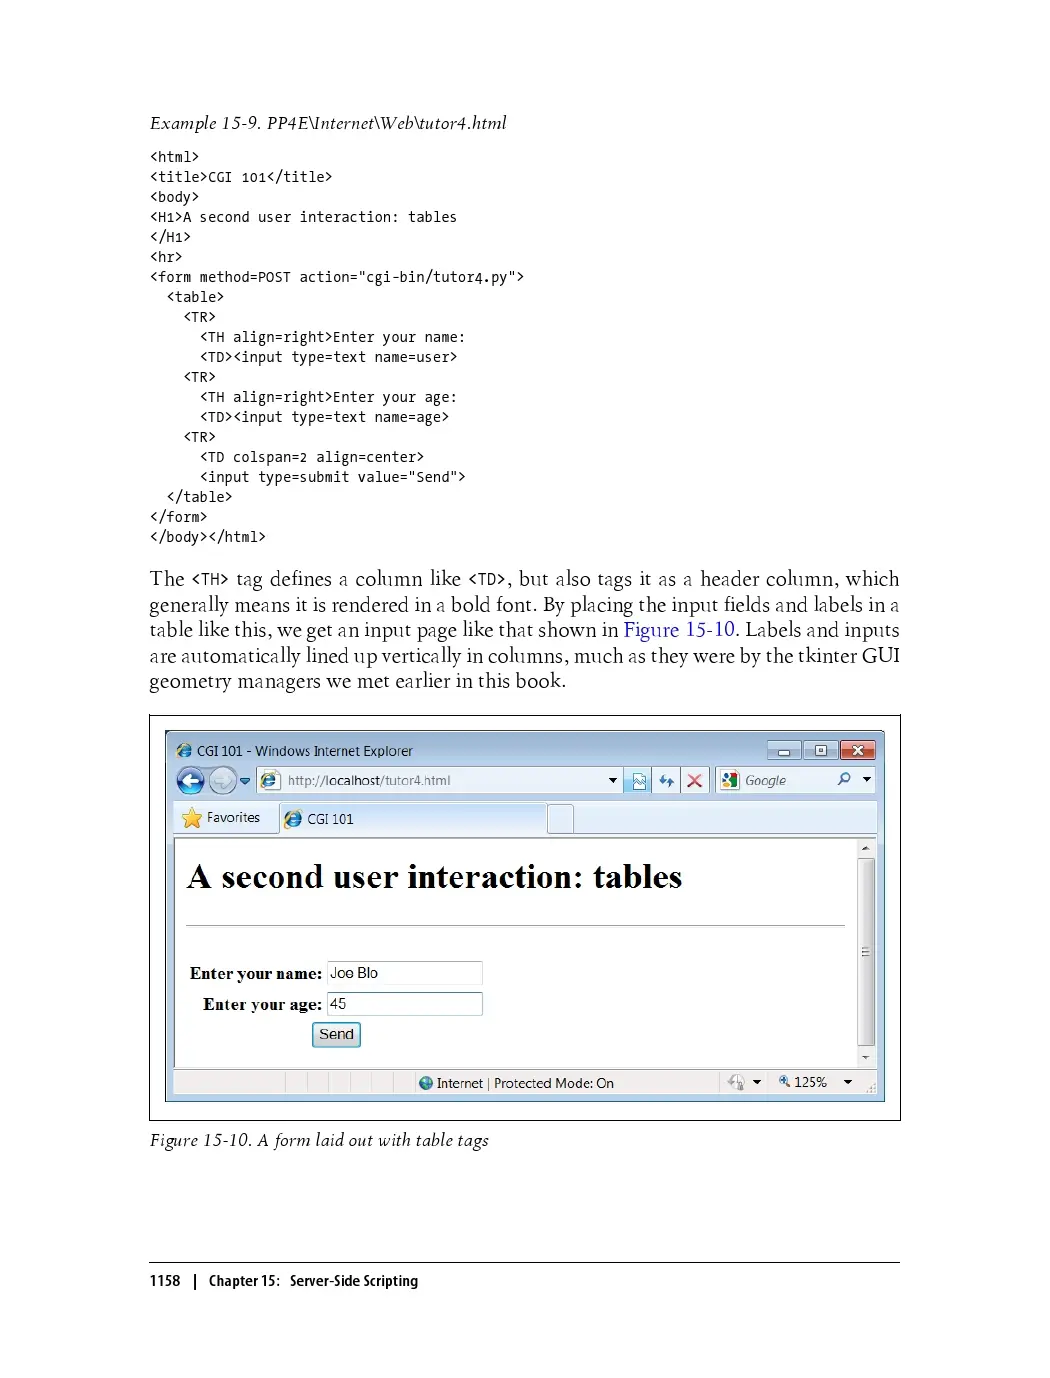 Example 15-9. PP4E\Internet\Web\tutor4.html
<html>
<title>CGI 101</title>
<body>
<H1>A second user interaction: tables
</H1>
<hr>
<form method=POST action="cgi-bin/tutor4.py">
  <table>
    <TR>
      <TH align=right>Enter your name:
      <TD><input type=text name=user>
    <TR>
      <TH align=right>Enter your age:
      <TD><input type=text name=age>
    <TR>
      <TD colspan=2 align=center>
      <input type=submit value="Send">
  </table>
</form>
</body></html>
The <TH> tag defines a column like <TD>, but also tags it as a header column, which
generally means it is rendered in a bold font. By placing the input fields and labels in a
table like this, we get an input page like that shown in Figure 15-10. Labels and inputs
are automatically lined up vertically in columns, much as they were by the tkinter GUI
geometry managers we met earlier in this book.
CGI 101 - Windows Internet Explorer
http://localhost/tutor4.html Google
Favorites CGI 101
A second user interaction: tables
Enter your name: Joe Blo
Enter your age: 45
Send
Internet | Protected Mode: On 125%
Figure 15-10. A form laid out with table tags
1158 | Chapter 15: Server-Side Scripting